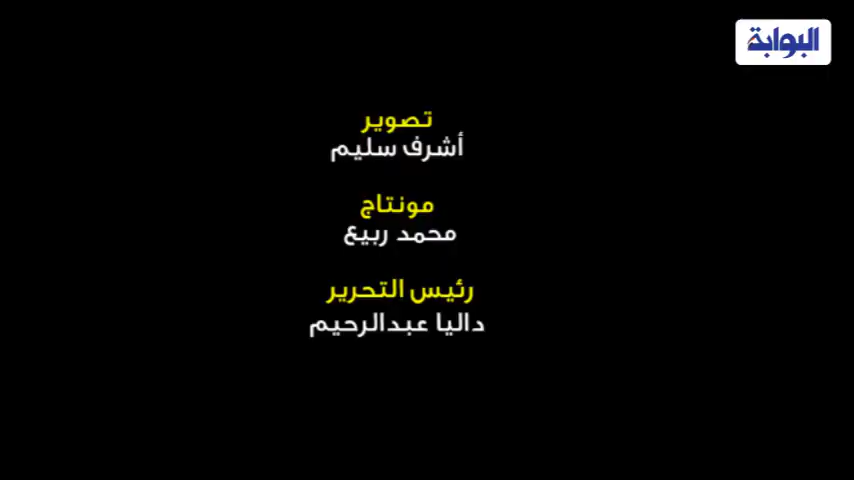 البوابة
تصوير
أشرف سليم
مونتاج
محمد ربيع
رئيس التحرير
داليا عبدالرحيم